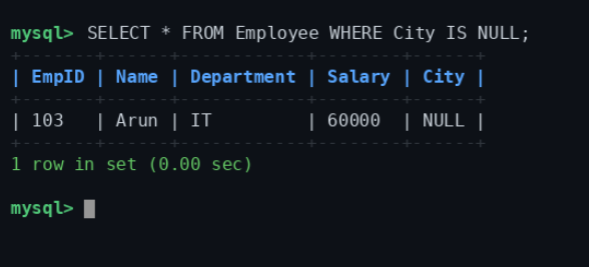 mysql> SELECT * FROM Employee WHERE City IS NULL;
+-------+------+------------+--------+------+
| EmpID | Name | Department | Salary | City |
+-------+------+------------+--------+------+
| 103   | Arun | IT         | 60000  | NULL |
+-------+------+------------+--------+------+
1 row in set (0.00 sec)
mysql>